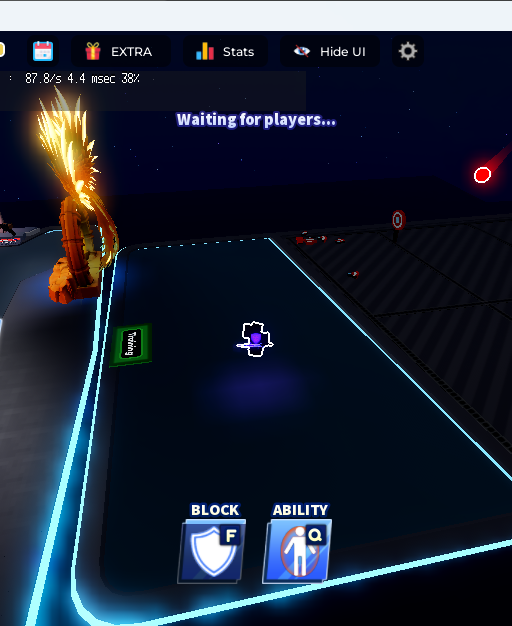 EXTRA
Stats
Hide UI
: 87.8/s 4.4 msec 38%
Waiting for players...
Training
BLOCK
ABILITY
F
Q